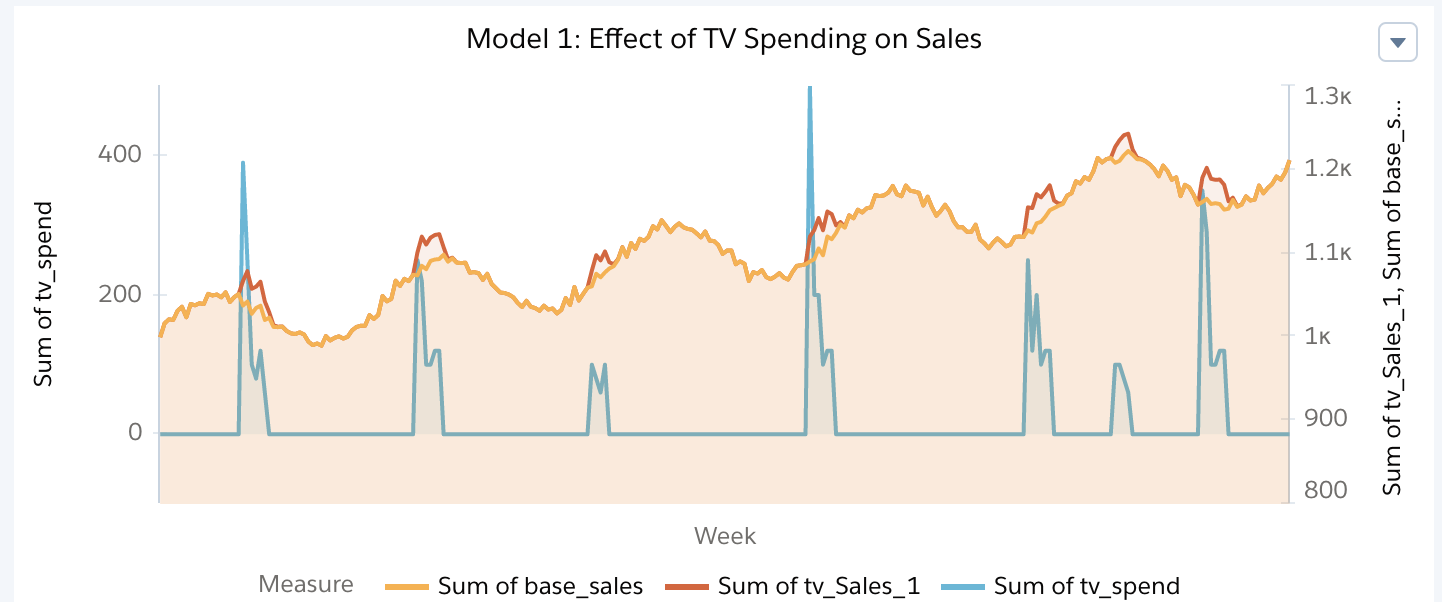 Model 1: Effect of TV Spending on Sales
Sum of tv_spend
400
200
0
1.3K
1.2K
1.1K
1K
900
800
Sum of tv_Sales_1, Sum of base_s...
Week
Measure Sum of base_sales Sum of tv_Sales_1 Sum of tv_spend